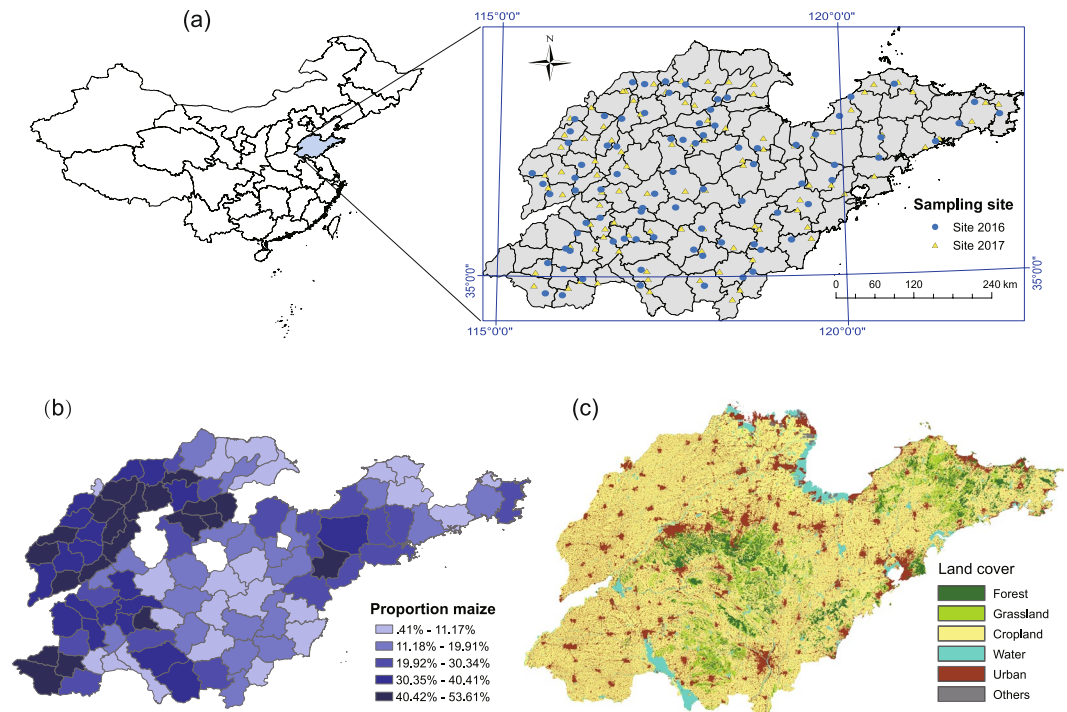 (a)
115°0'0"
120°0'0"
N
Sampling site
Site 2016
Site 2017
35°0'0"
35°0'0"
0 60 120 240 km
115°0'0"
120°0'0"
(b)
Proportion maize
.41% - 11.17%
11.18% - 19.91%
19.92% - 30.34%
30.35% - 40.41%
40.42% - 53.61%
(c)
Land cover
Forest
Grassland
Cropland
Water
Urban
Others